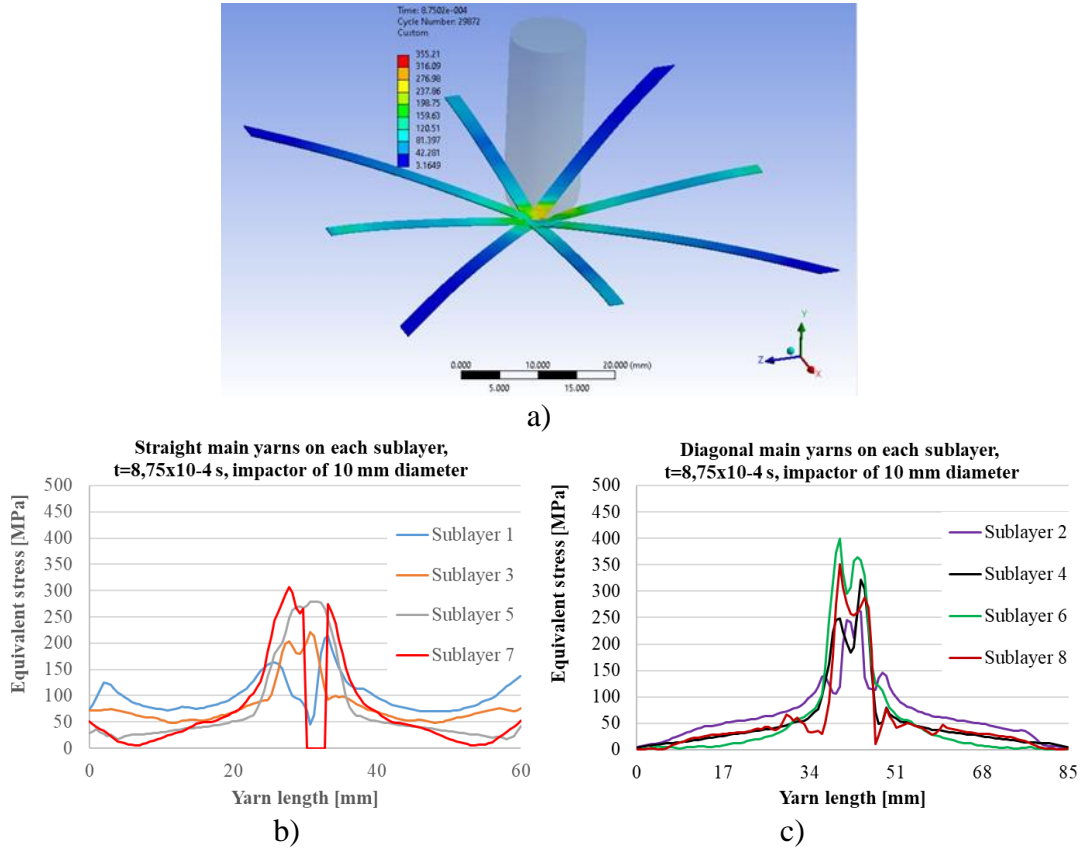 Time: 8,7502e-004
Cycle Number: 29872
Custom
355.21
316.09
276.98
237.86
198.75
159.63
120.51
81.397
42.281
3.1649
Y
Z
X
0.000 10.000 20.000 (mm)
5.000 15.000
a)
Straight main yarns on each sublayer,
t=8,75x10-4 s, impactor of 10 mm diameter
Equivalent stress [MPa]
500
450
400
350
300
250
200
150
100
50
0
Sublayer 1
Sublayer 3
Sublayer 5
Sublayer 7
0 20 40 60
Yarn length [mm]
b)
Diagonal main yarns on each sublayer,
t=8,75x10-4 s, impactor of 10 mm diameter
Equivalent stress [MPa]
500
450
400
350
300
250
200
150
100
50
0
Sublayer 2
Sublayer 4
Sublayer 6
Sublayer 8
0 17 34 51 68 85
Yarn length [mm]
c)